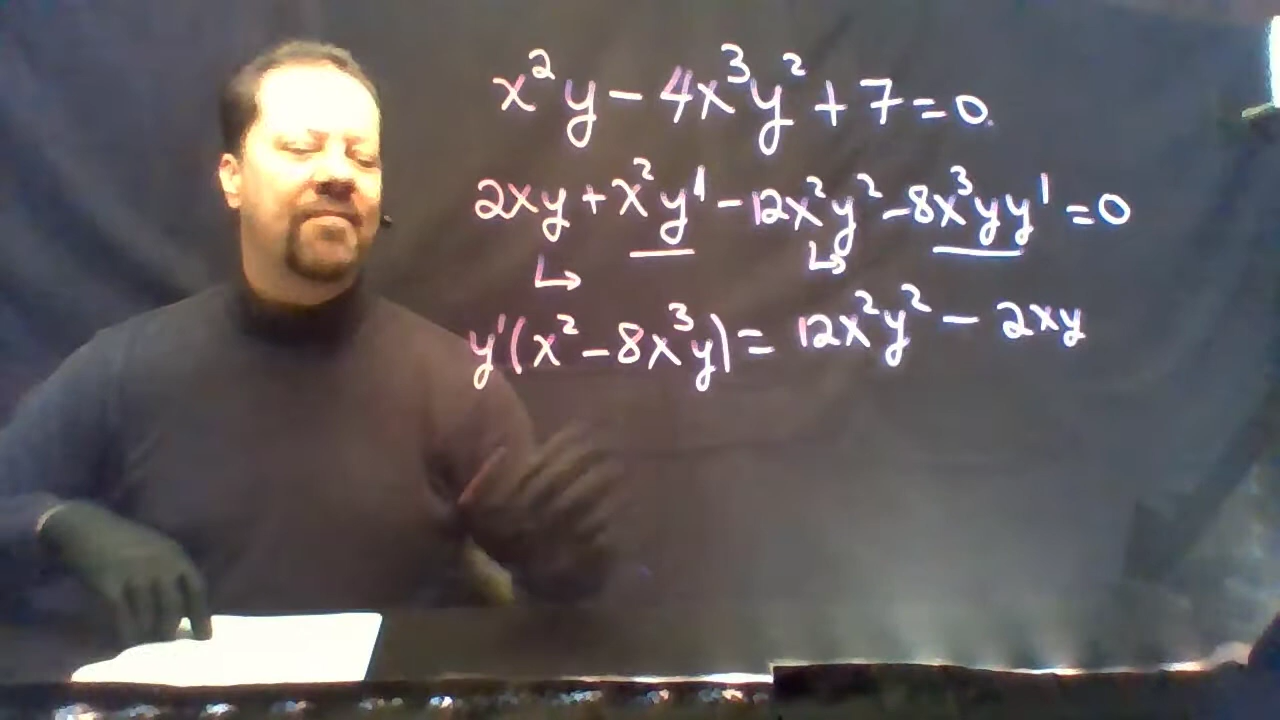 x²y - 4x³y² + 7 = 0
2xy + x²y' - 12x²y² - 8x³yy' = 0
y'(x² - 8x³y) = 12x²y² - 2xy